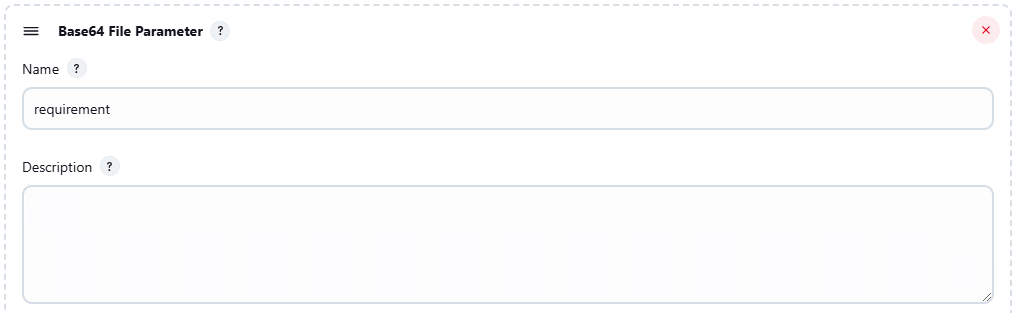 Base64 File Parameter ?
Name ?
requirement
Description ?